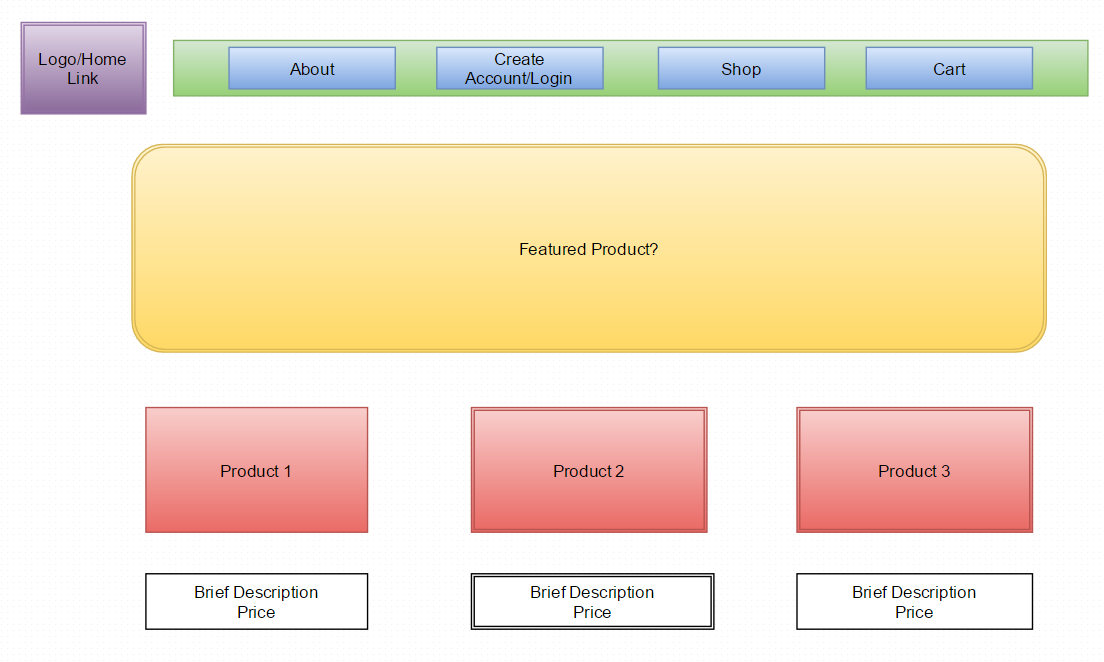 Logo/Home
Link
About
Create
Account/Login
Shop
Cart
Featured Product?
Product 1
Product 2
Product 3
Brief Description
Price
Brief Description
Price
Brief Description
Price